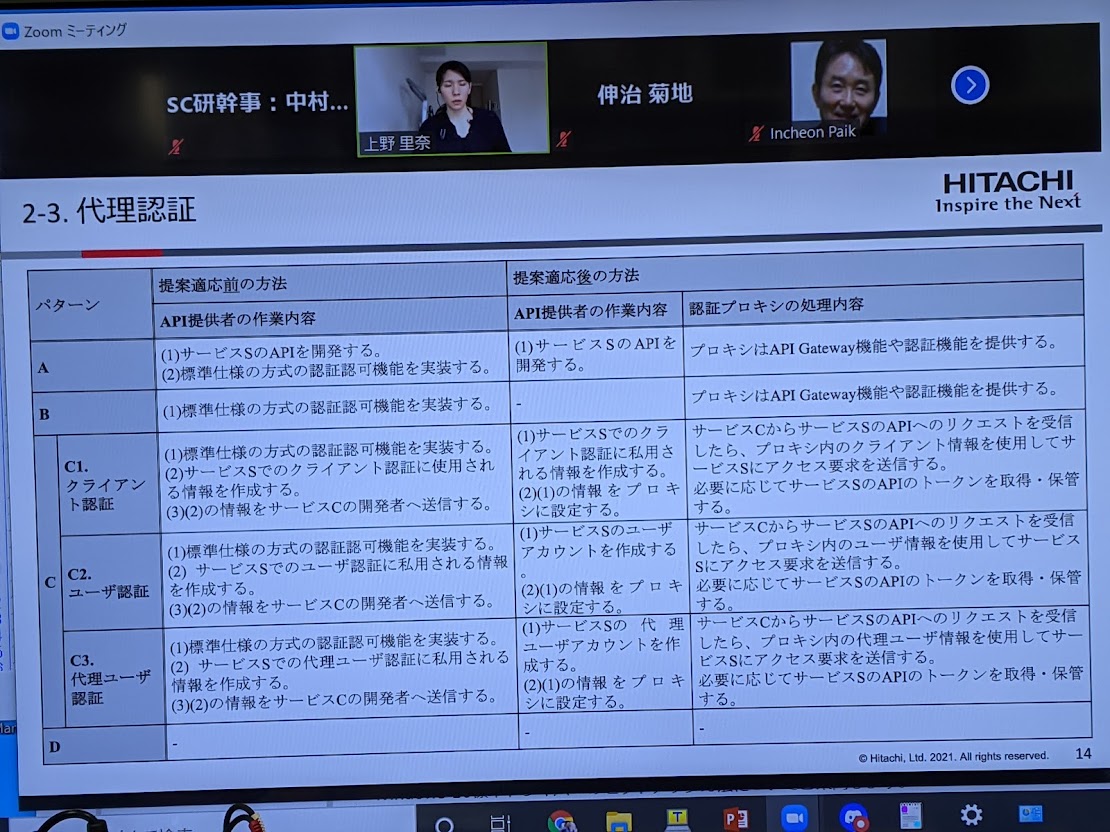 Zoom ミーティング
SC研幹事：中村...
上野 里奈
伸治 菊地
Incheon Paik
2-3. 代理認証
HITACHI
Inspire the Next
パターン
提案適応前の方法
提案適応後の方法
API提供者の作業内容
API提供者の作業内容
認証プロキシの処理内容
A
(1)サービスSのAPIを開発する。
(2)標準仕様の方式の認証認可機能を実装する。
(1)サービスSのAPIを
開発する。
プロキシはAPI Gateway機能や認証機能を提供する。
B
(1)標準仕様の方式の認証認可機能を実装する。
-
プロキシはAPI Gateway機能や認証機能を提供する。
C
C1.
クライアン
ト認証
(1)標準仕様の方式の認証認可機能を実装する。
(2)サービスSでのクライアント認証に使用され
る情報を作成する。
(3)(2)の情報をサービスCの開発者へ送信する。
(1)サービスSでのクラ
イアント認証に私用さ
れる情報を作成する。
(2)(1)の情報をプロキ
シに設定する。
サービスCからサービスSのAPIへのリクエストを受信
したら、プロキシ内のクライアント情報を使用してサ
ービスSにアクセス要求を送信する。
必要に応じてサービスSのAPIのトークンを取得・保管
する。
C2.
ユーザ認証
(1)標準仕様の方式の認証認可機能を実装する。
(2) サービスSでのユーザ認証に私用される情報
を作成する。
(3)(2)の情報をサービスCの開発者へ送信する。
(1)サービスSのユーザ
アカウントを作成する
。
(2)(1)の情報をプロキ
シに設定する。
サービスCからサービスSのAPIへのリクエストを受信
したら、プロキシ内のユーザ情報を使用してサービス
Sにアクセス要求を送信する。
必要に応じてサービスSのAPIのトークンを取得・保管
する。
C3.
代理ユーザ
認証
(1)標準仕様の方式の認証認可機能を実装する。
(2) サービスSでの代理ユーザ認証に私用される
情報を作成する。
(3)(2)の情報をサービスCの開発者へ送信する。
(1)サービスSの代理
ユーザアカウントを作
成する。
(2)(1)の情報をプロキ
シに設定する。
サービスCからサービスSのAPIへのリクエストを受信
したら、プロキシ内の代理ユーザ情報を使用してサー
ビスSにアクセス要求を送信する。
必要に応じてサービスSのAPIのトークンを取得・保管
する。
D
-
-
-
© Hitachi, Ltd. 2021. All rights reserved.
14